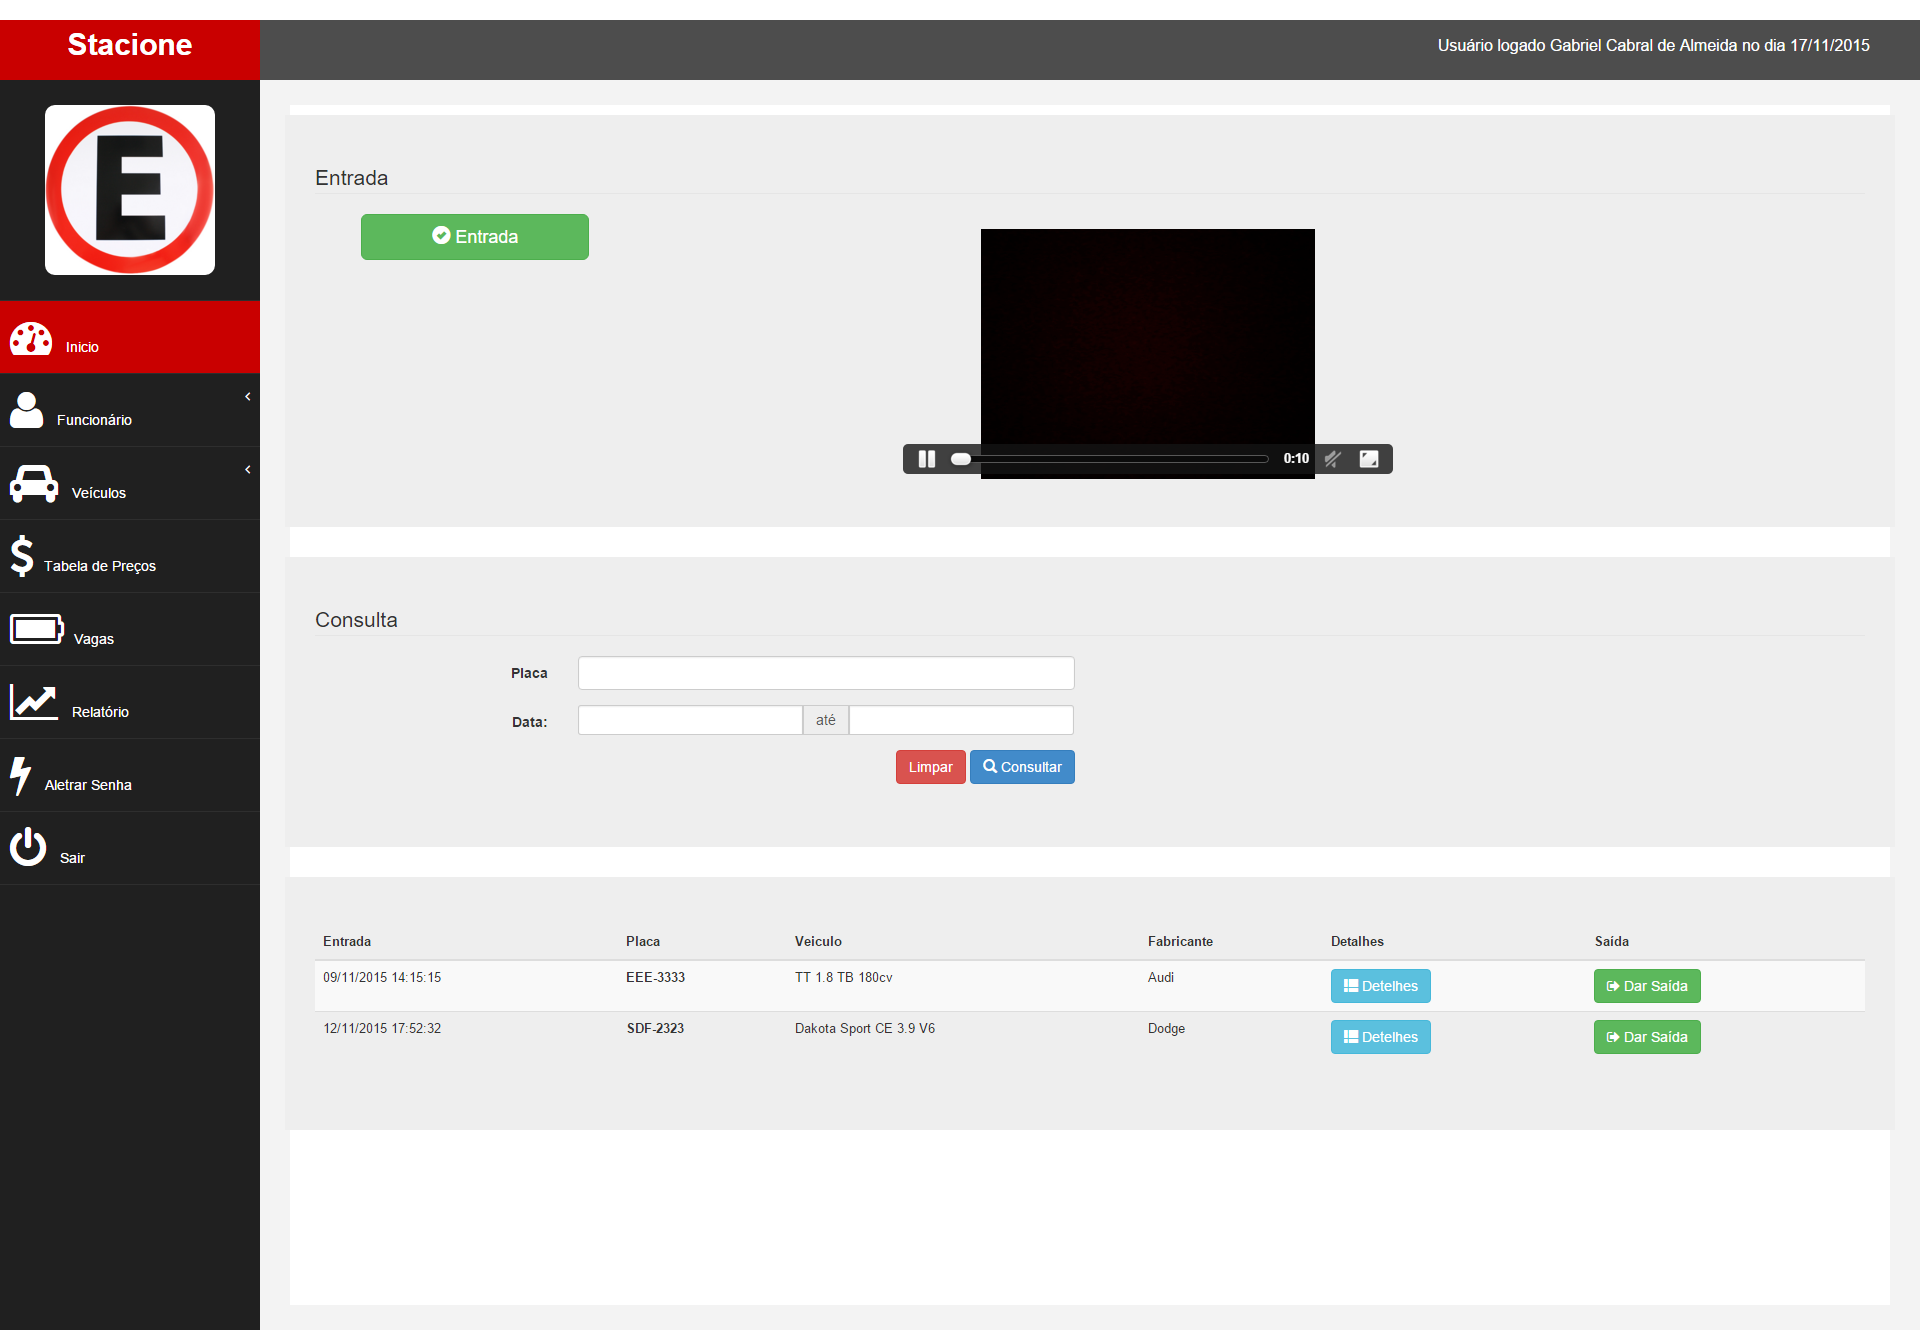 Stacione
Usuário logado Gabriel Cabral de Almeida no dia 17/11/2015
E
Inicio
Funcionário
Veículos
Tabela de Preços
Vagas
Relatório
Aletrar Senha
Sair
Entrada
Entrada
0:10
Consulta
Placa
Data:
até
Limpar
Consultar
Entrada Placa Veiculo Fabricante Detalhes Saída
09/11/2015 14:15:15 EEE-3333 TT 1.8 TB 180cv Audi Detelhes Dar Saída
12/11/2015 17:52:32 SDF-2323 Dakota Sport CE 3.9 V6 Dodge Detelhes Dar Saída